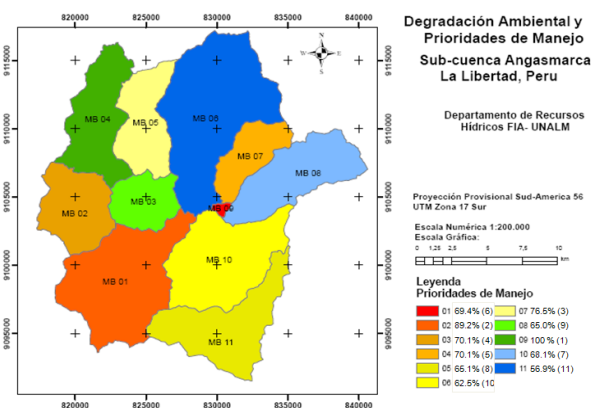 820000 825000 830000 835000 840000
Degradación Ambiental y
Prioridades de Manejo
Sub-cuenca Angasmarca
La Libertad, Peru
Departamento de Recursos
Hídricos FIA- UNALM
Proyección Provisional Sud-America 56
UTM Zona 17 Sur
Escala Numérica 1:200.000
Escala Gráfica:
0 1,25 2,5 5 7,5 10
km
Leyenda
Prioridades de Manejo
01 69.4% (6)
02 89.2% (2)
03 70.1% (4)
04 70.1% (5)
05 65.1% (8)
06 62.5% (10
07 76.5% (3)
08 65.0% (9)
09 100% (1)
10 68.1% (7)
11 56.9% (11)
N
W E
S
MB 04
MB 05
MB 06
MB 07
MB 08
MB 03
MB 02
MB 09
MB 10
MB 01
MB 11
9115000
9110000
9105000
9100000
9095000
9115000
9110000
9105000
9100000
9095000
820000 825000 830000 835000 840000